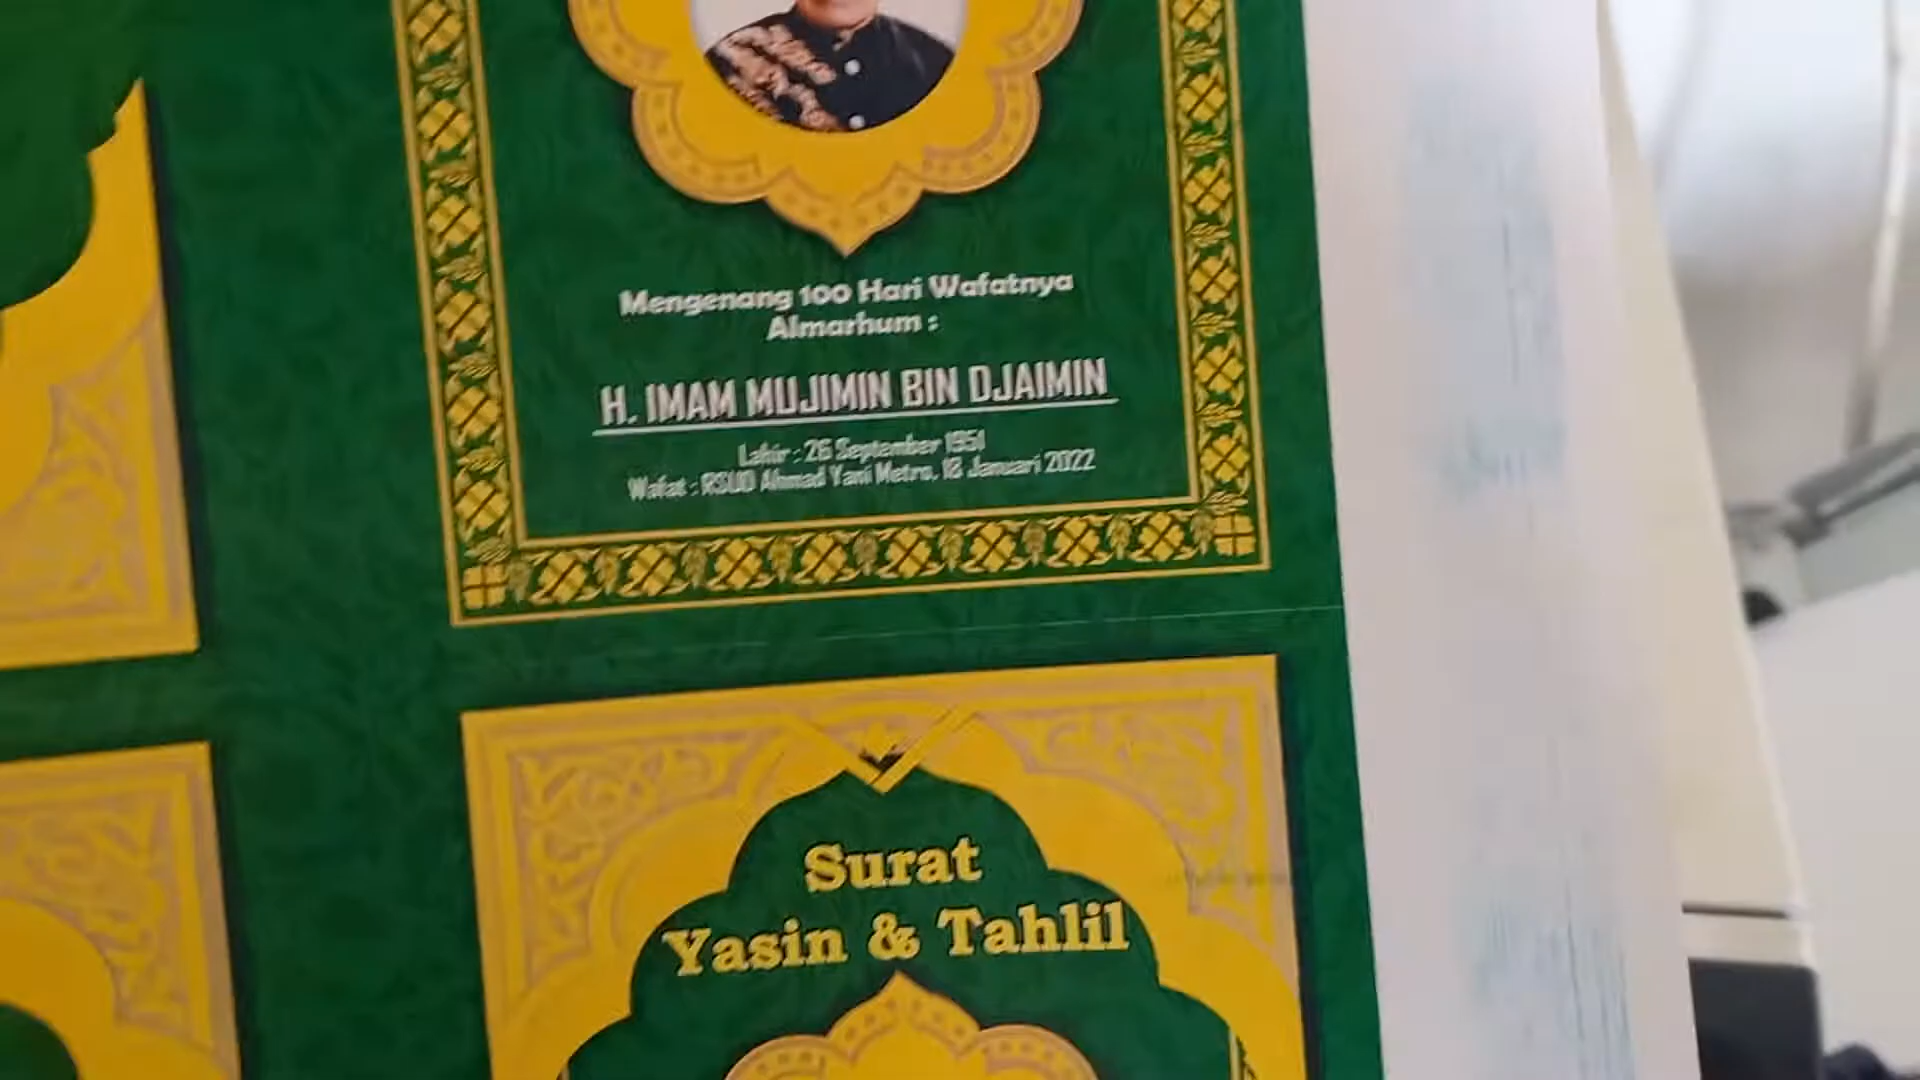 Mengenang 100 Hari Wafatnya
Almarhum :
H. IMAM MUJIMIN BIN DJAIMIN
Lahir : 26 September 1951
Wafat : RSUD Ahmad Yani Metro, 18 Januari 2022
Surat
Yasin & Tahlil